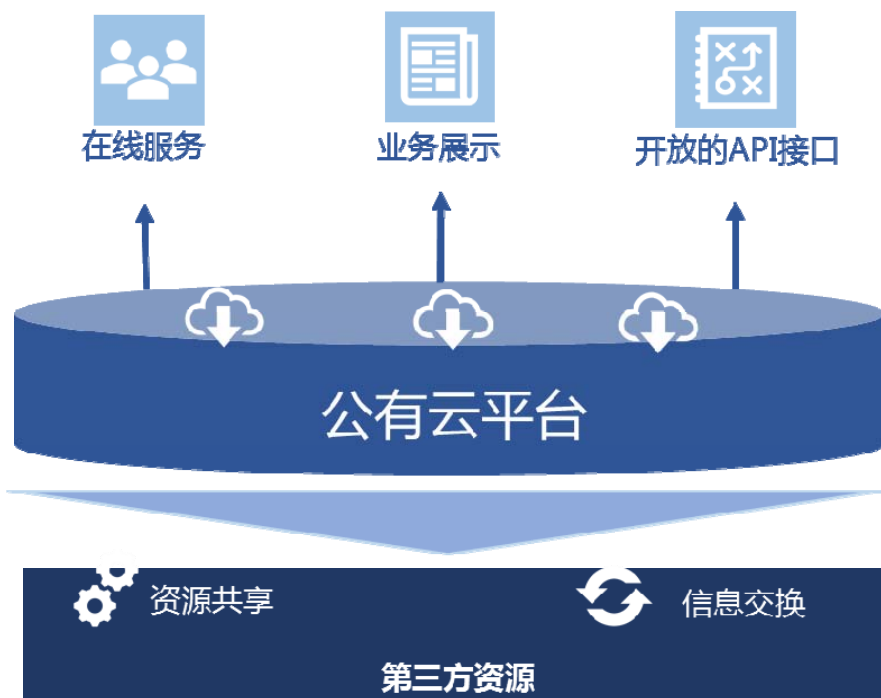 在线服务
业务展示
开放的API接口
公有云平台
资源共享
信息交换
第三方资源